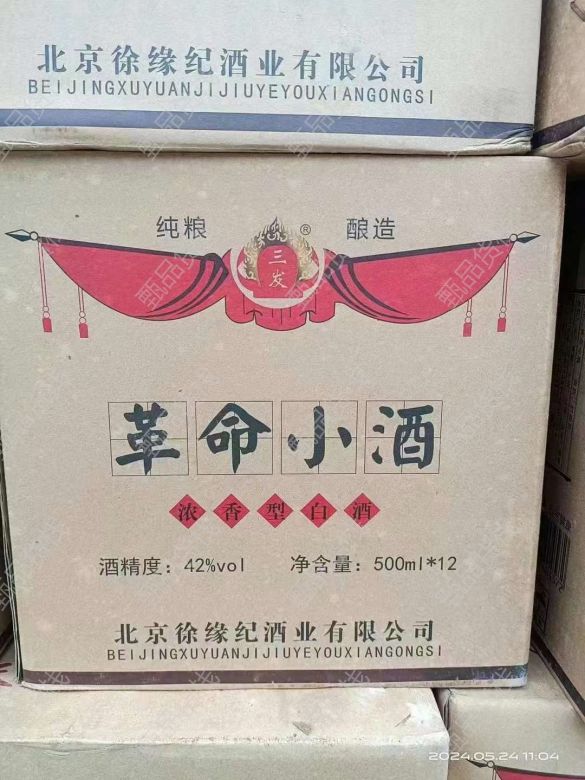 北京徐缘纪酒业有限公司
BEIJINGXUYUANJIJIUYEYOUXIANGONGSI
纯粮 ® 酿造
三发
革命小酒
浓香型白酒
酒精度：42%vol 净含量：500ml*12
北京徐缘纪酒业有限公司
BEIJINGXUYUANJIJIUYEYOUXIANGONGSI
2024.05.24 11:04